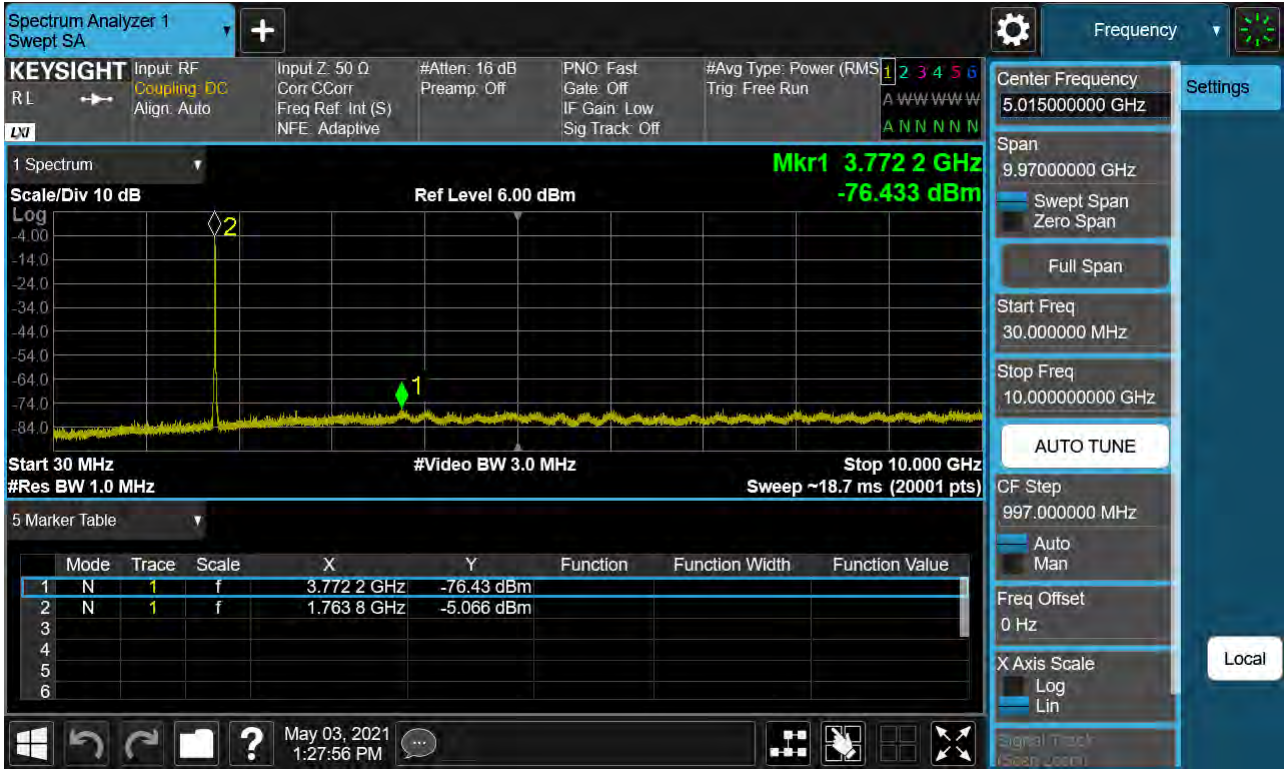 Spectrum Analyzer 1
Swept SA
+
Frequency
KEYSIGHT
RL
LXI
Input: RF
Coupling: DC
Align: Auto
Input Z: 50 Ω
Corr CCorr
Freq Ref: Int (S)
NFE: Adaptive
#Atten: 16 dB
Preamp: Off
PNO: Fast
Gate: Off
IF Gain: Low
Sig Track: Off
#Avg Type: Power (RMS
Trig: Free Run
1 2 3 4 5 6
A W W W W W
A N N N N N
1 Spectrum
Mkr1 3.772 2 GHz
-76.433 dBm
Scale/Div 10 dB
Ref Level 6.00 dBm
Log
-4.00
-14.0
-24.0
-34.0
-44.0
-54.0
-64.0
-74.0
-84.0
2
1
Start 30 MHz
#Video BW 3.0 MHz
Stop 10.000 GHz
#Res BW 1.0 MHz
Sweep ~18.7 ms (20001 pts)
5 Marker Table
Mode Trace Scale X Y Function Function Width Function Value
1 N 1 f 3.772 2 GHz -76.43 dBm
2 N 1 f 1.763 8 GHz -5.066 dBm
3
4
5
6
?
May 03, 2021
1:27:56 PM
Center Frequency
5.015000000 GHz
Settings
Span
9.97000000 GHz
Swept Span
Zero Span
Full Span
Start Freq
30.000000 MHz
Stop Freq
10.000000000 GHz
AUTO TUNE
CF Step
997.000000 MHz
Auto
Man
Freq Offset
0 Hz
X Axis Scale
Log
Lin
Local
Signal Track
(Span Zoom)